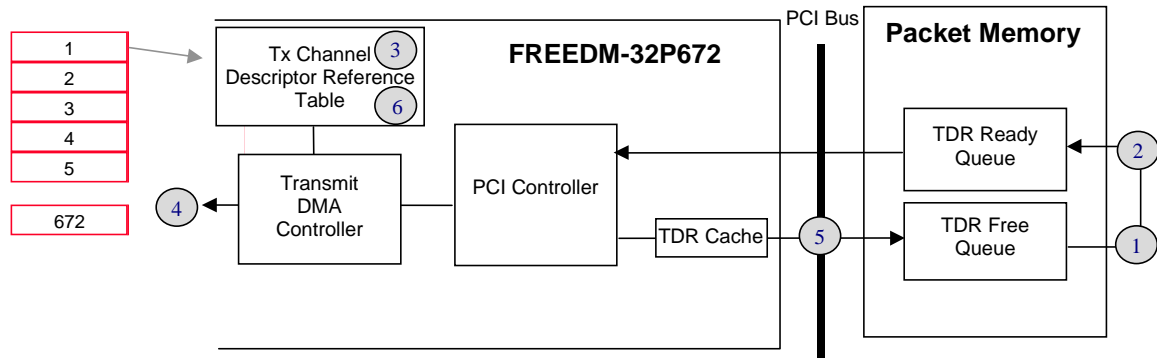 PCI Bus
Packet Memory
FREEDM-32P672
1
2
3
4
5
672
Tx Channel
Descriptor Reference
Table
3
6
Transmit
DMA
Controller
4
PCI Controller
TDR Cache
5
TDR Ready
Queue
2
TDR Free
Queue
1